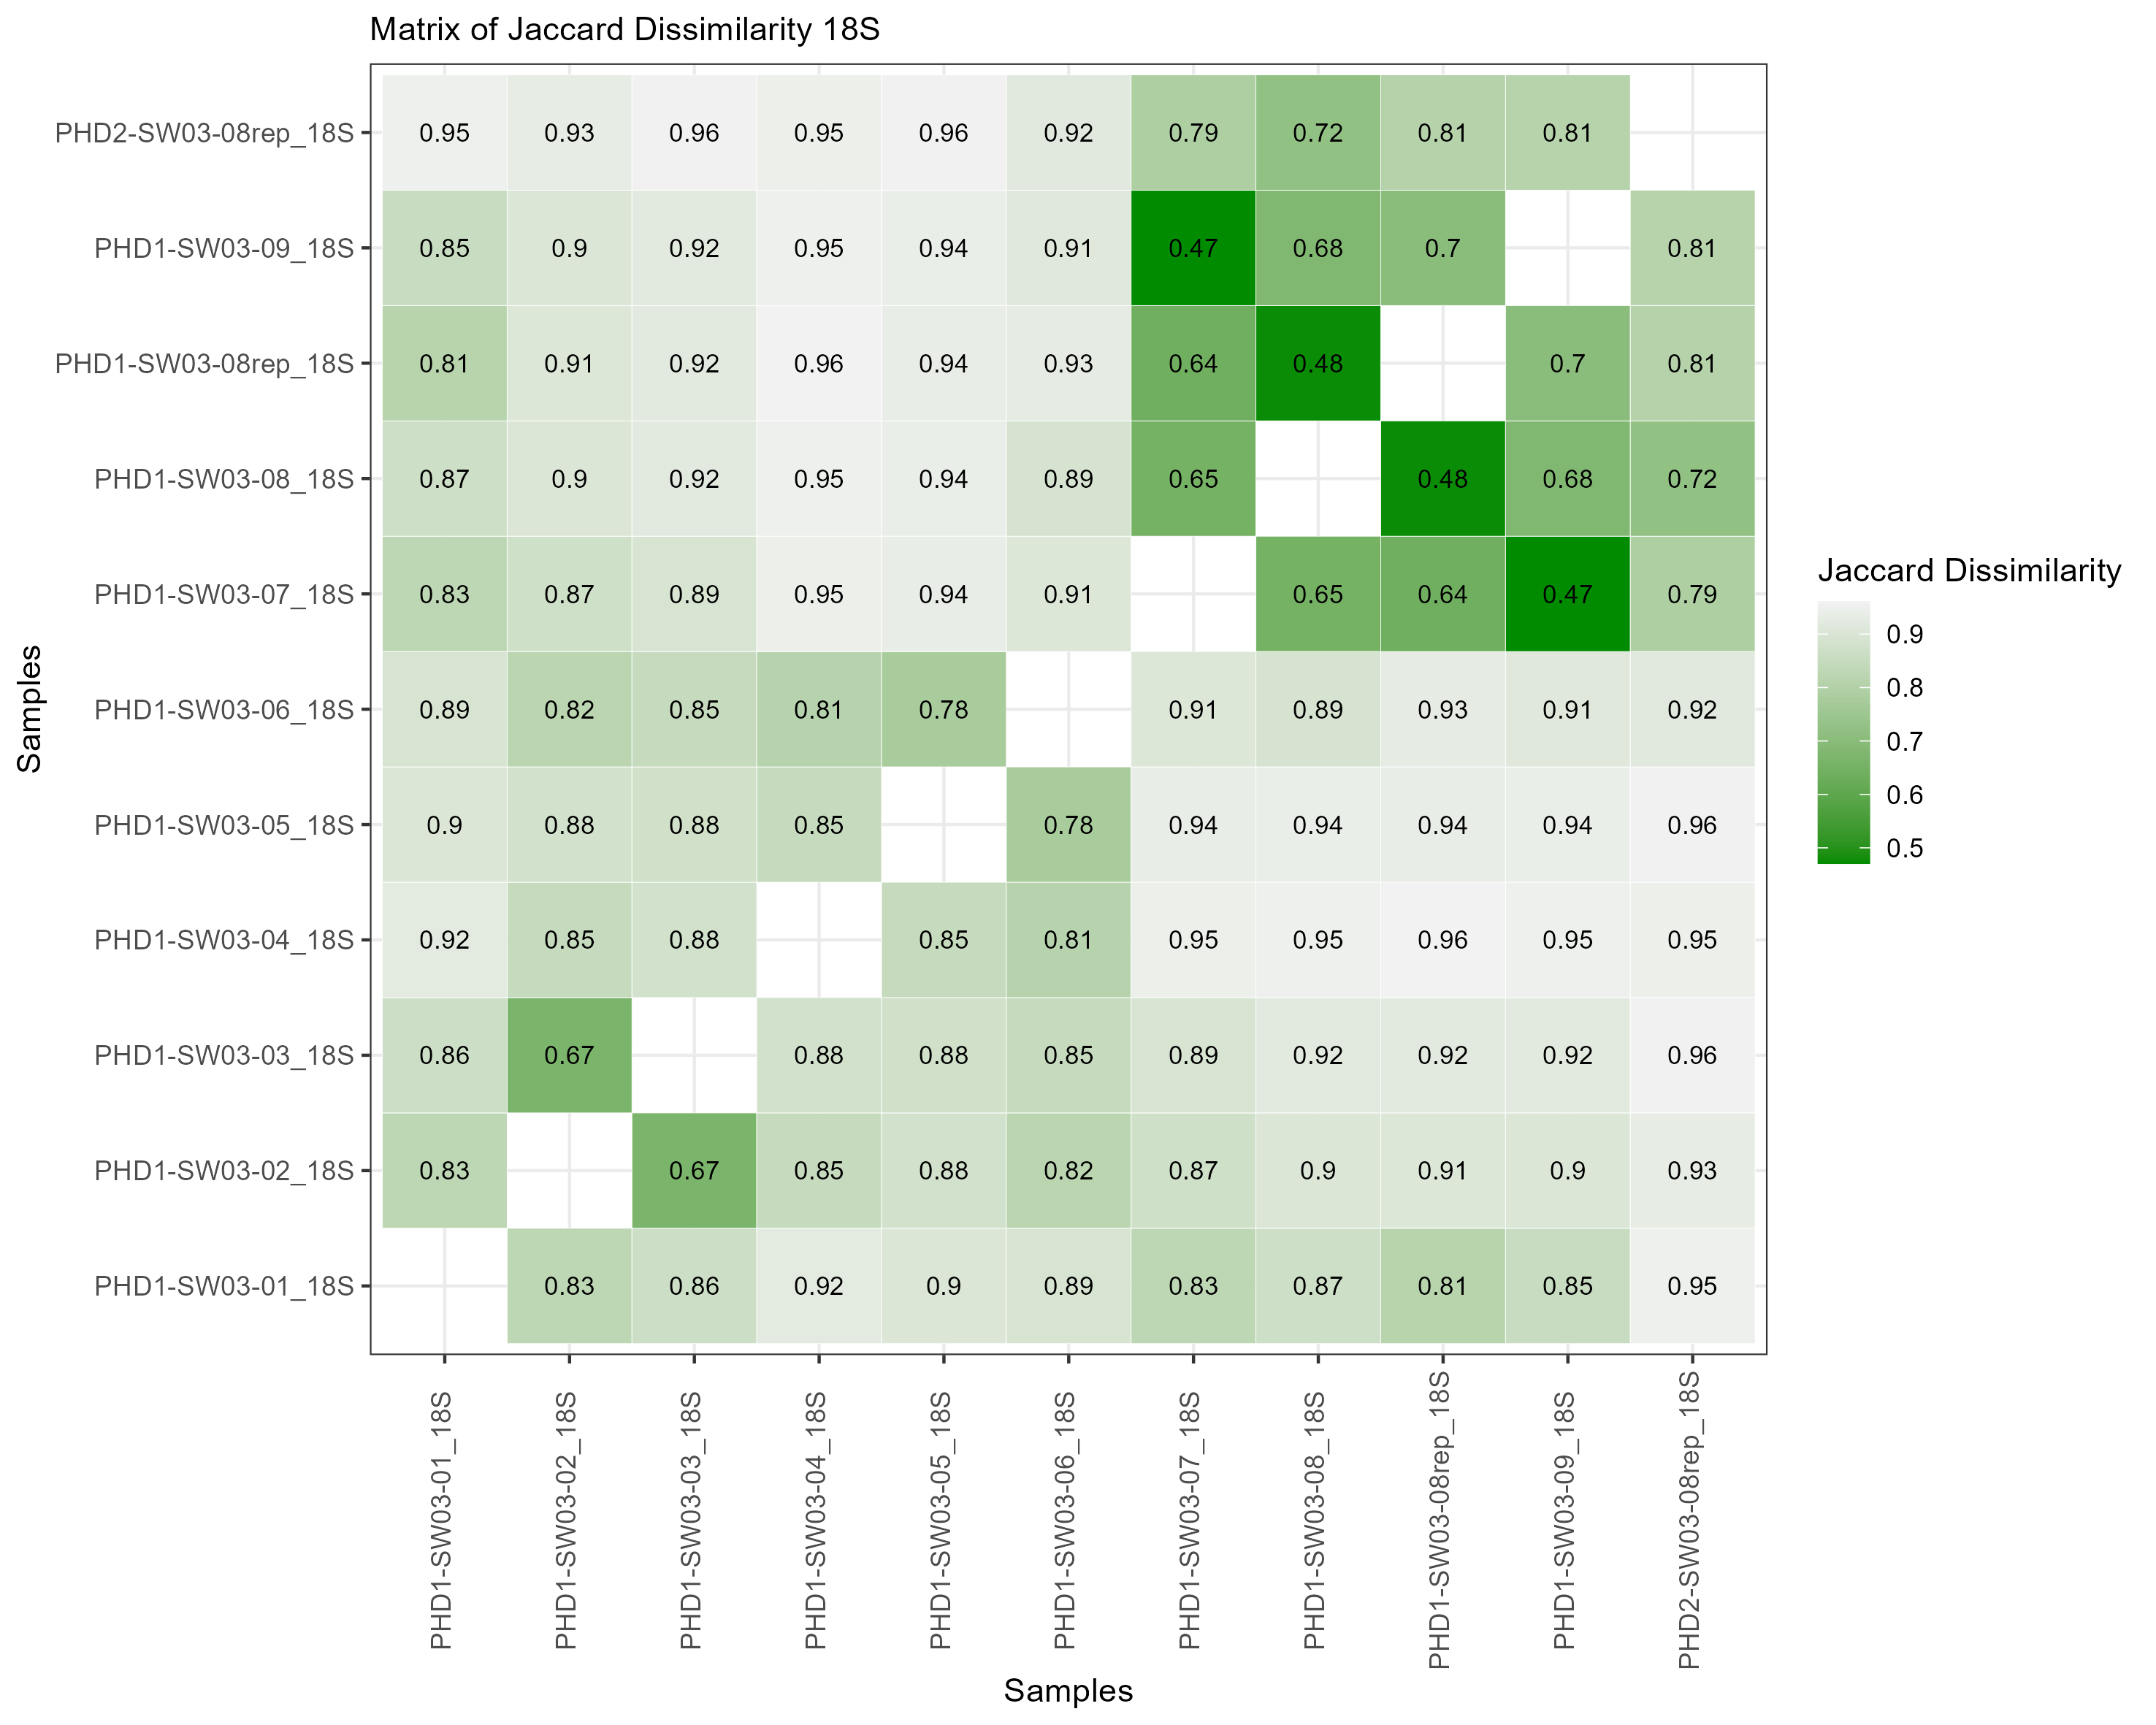 Matrix of Jaccard Dissimilarity 18S
PHD2-SW03-08rep_18S 0.95 0.93 0.96 0.95 0.96 0.92 0.79 0.72 0.81 0.81
PHD1-SW03-09_18S 0.85 0.9 0.92 0.95 0.94 0.91 0.47 0.68 0.7 0.81
PHD1-SW03-08rep_18S 0.81 0.91 0.92 0.96 0.94 0.93 0.64 0.48 0.7 0.81
PHD1-SW03-08_18S 0.87 0.9 0.92 0.95 0.94 0.89 0.65 0.48 0.68 0.72
PHD1-SW03-07_18S 0.83 0.87 0.89 0.95 0.94 0.91 0.65 0.64 0.47 0.79
PHD1-SW03-06_18S 0.89 0.82 0.85 0.81 0.78 0.91 0.89 0.93 0.91 0.92
PHD1-SW03-05_18S 0.9 0.88 0.88 0.85 0.78 0.94 0.94 0.94 0.94 0.96
PHD1-SW03-04_18S 0.92 0.85 0.88 0.85 0.81 0.95 0.95 0.96 0.95 0.95
PHD1-SW03-03_18S 0.86 0.67 0.88 0.88 0.85 0.89 0.92 0.92 0.92 0.96
PHD1-SW03-02_18S 0.83 0.67 0.85 0.88 0.82 0.87 0.9 0.91 0.9 0.93
PHD1-SW03-01_18S 0.83 0.86 0.92 0.9 0.89 0.83 0.87 0.81 0.85 0.95
Samples
PHD1-SW03-01_18S
PHD1-SW03-02_18S
PHD1-SW03-03_18S
PHD1-SW03-04_18S
PHD1-SW03-05_18S
PHD1-SW03-06_18S
PHD1-SW03-07_18S
PHD1-SW03-08_18S
PHD1-SW03-08rep_18S
PHD1-SW03-09_18S
PHD2-SW03-08rep_18S
Samples
Jaccard Dissimilarity
0.9
0.8
0.7
0.6
0.5